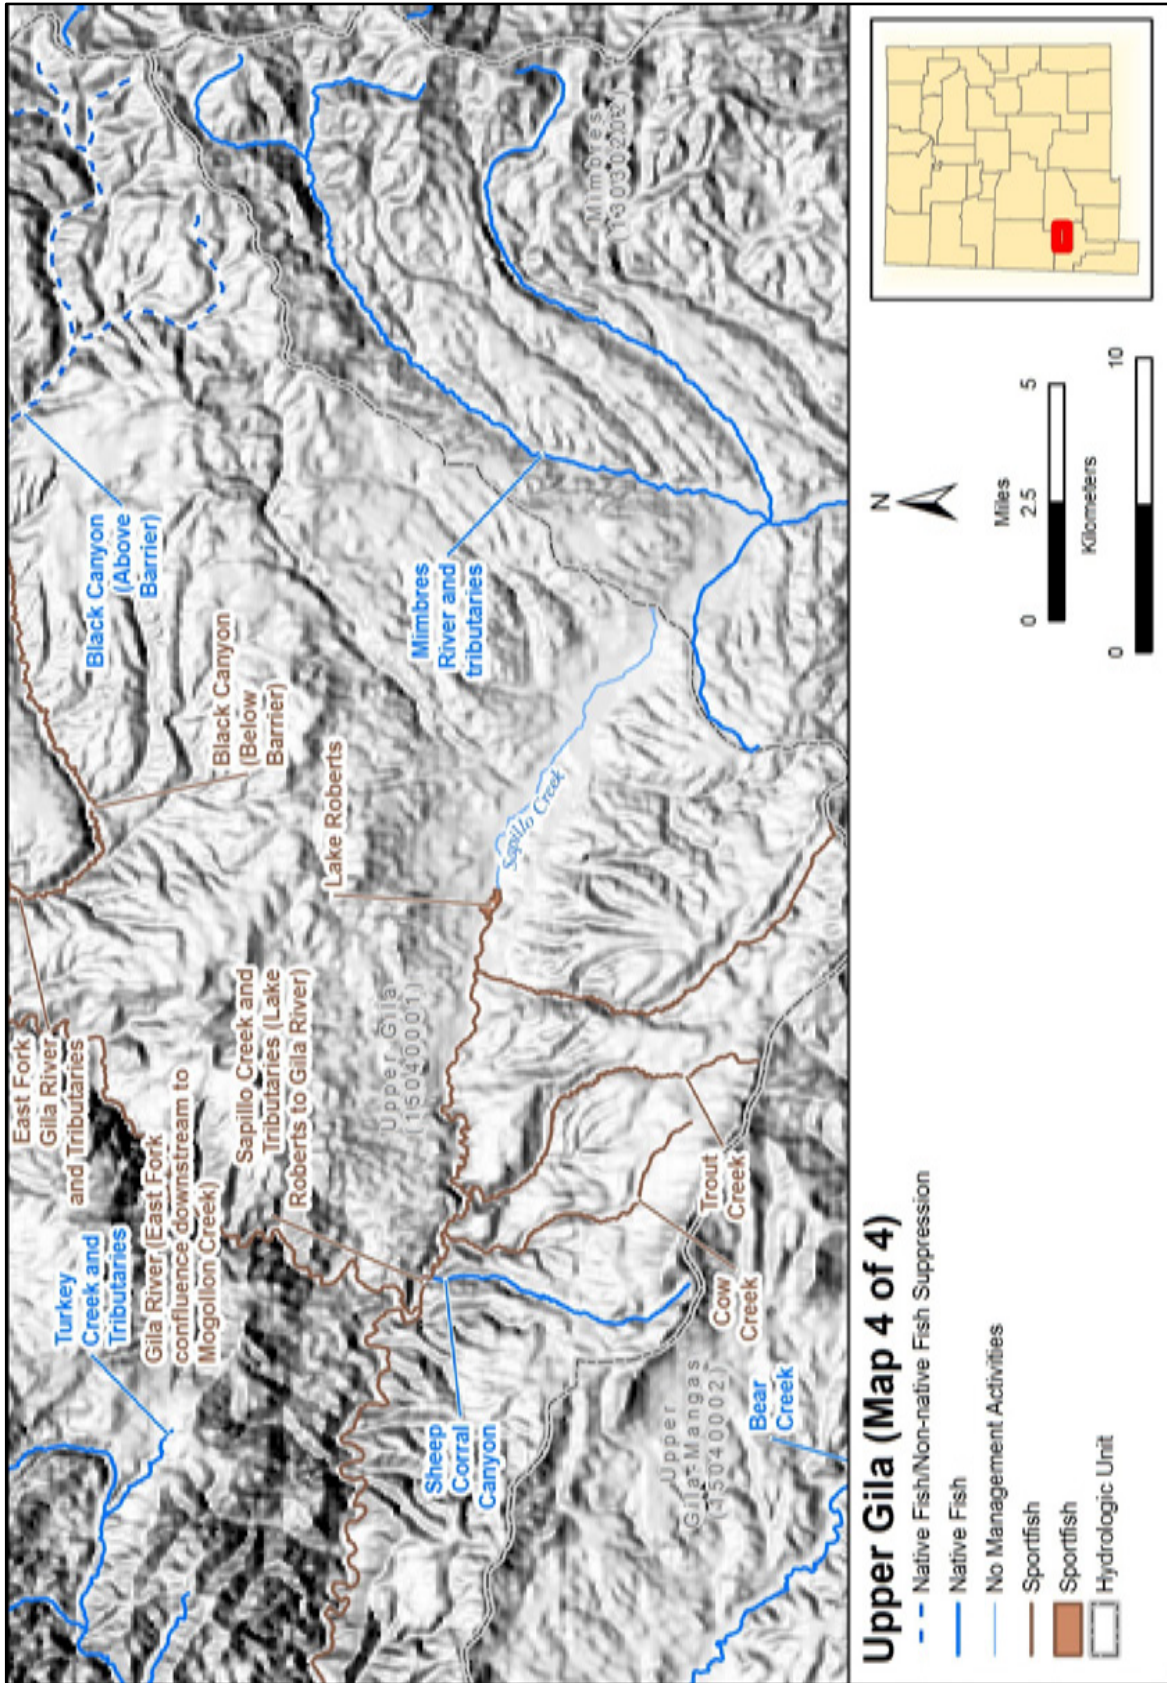 East Fork
Gila River
and Tributaries
Turkey
Creek and
Tributaries
Gila River (East Fork
confluence downstream to
Mogollon Creek)
Sapillo Creek and
Tributaries (Lake
Roberts to Gila River)
Black Canyon
(Below
Barrier)
Black Canyon
(Above
Barrier)
Lake Roberts
Upper Gila
(15040001)
Mimbres
River and
tributaries
Mimbres
(13030202)
Sapillo Creek
Sheep
Corral
Canyon
Trout
Creek
Cow
Creek
Upper
Gila-Mangas
(15040002)
Bear
Creek
Upper Gila (Map 4 of 4)
Native Fish/Non-native Fish Suppression
Native Fish
No Management Activities
Sportfish
Sportfish
Hydrologic Unit
N
Miles
0 2.5 5
Kilometers
0 10